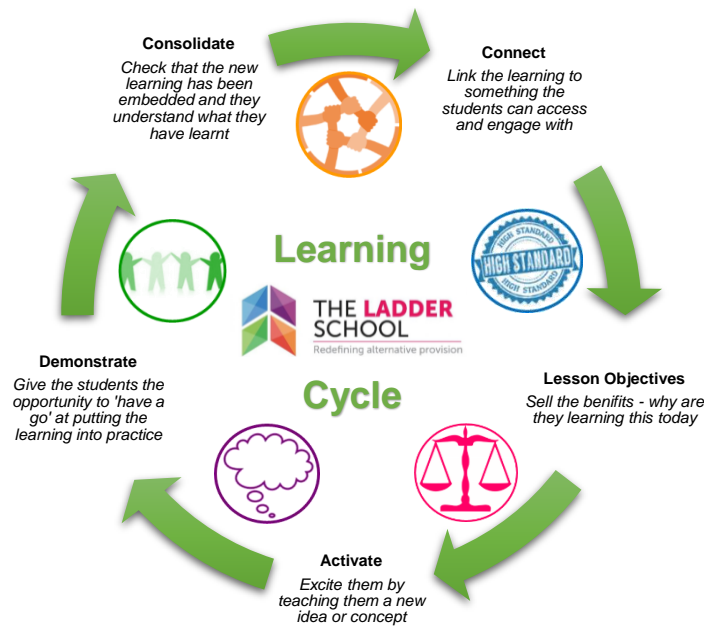 Consolidate
Check that the new
learning has been
embedded and they
understand what they
have learnt
Connect
Link the learning to
something the
students can access
and engage with
HIGH STANDARD
HIGH STANDARD
HIGH STANDARD
Learning
THE LADDER
SCHOOL
Redefining alternative provision
Cycle
Lesson Objectives
Sell the benifits - why are
they learning this today
Activate
Excite them by
teaching them a new
idea or concept
Demonstrate
Give the students the
opportunity to 'have a
go' at putting the
learning into practice